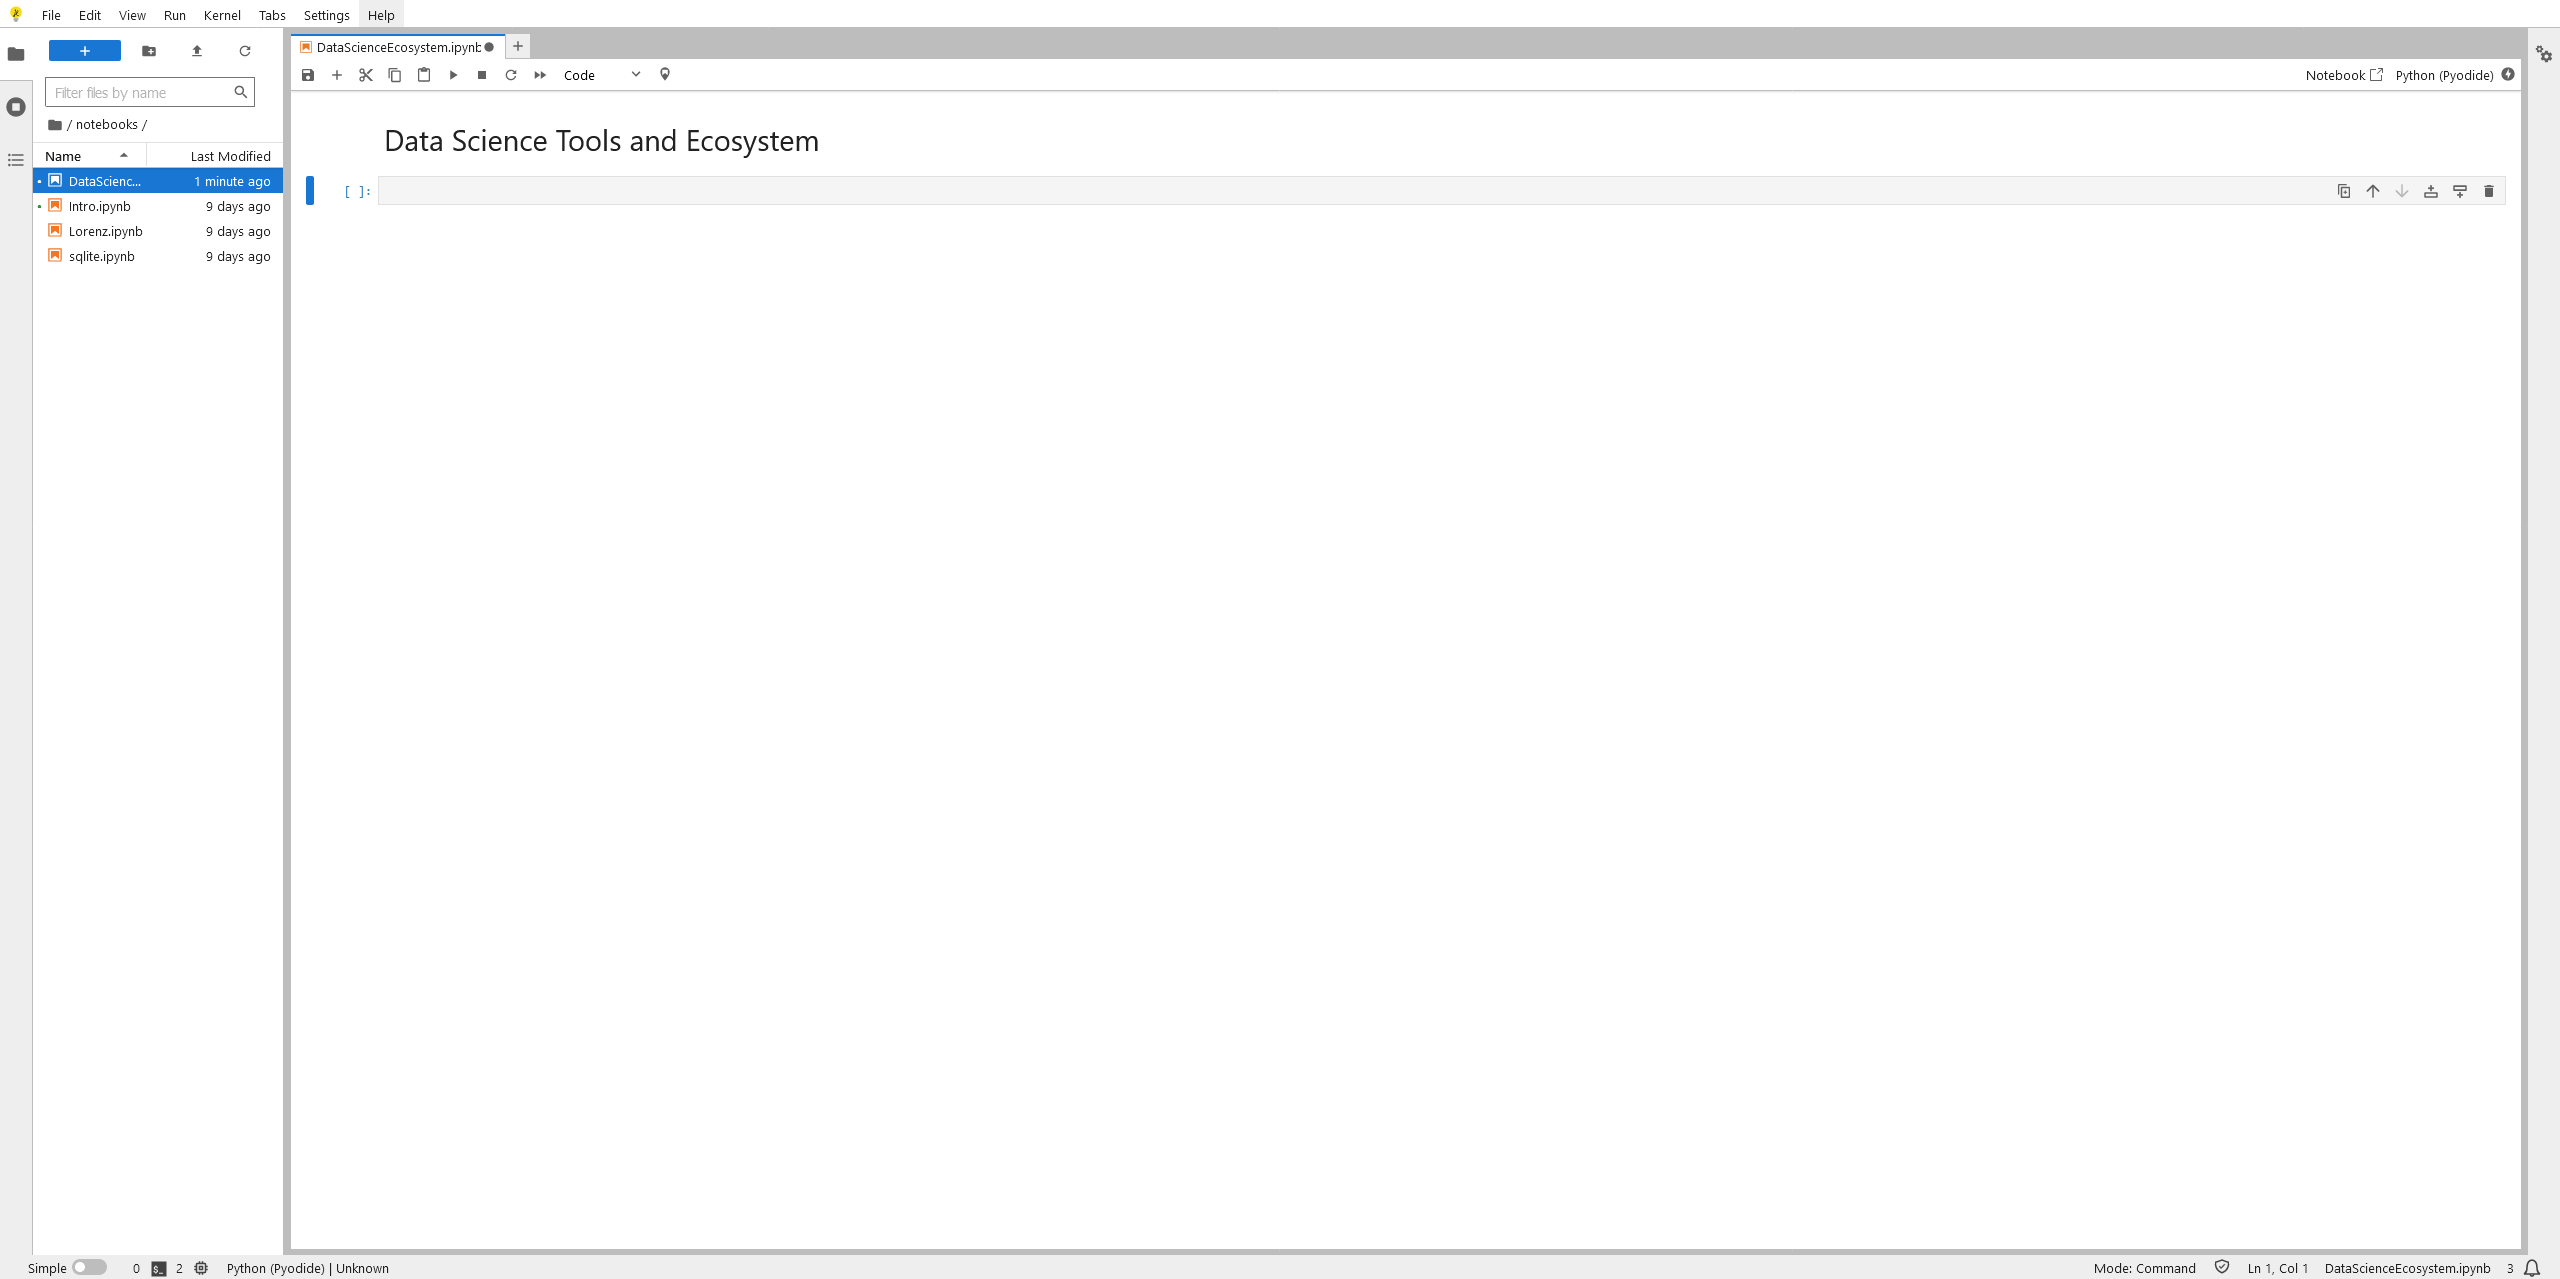 File Edit View Run Kernel Tabs Settings Help
DataScienceEcosystem.ipynb
Code
Notebook
Python (Pyodide)
Filter files by name
/ notebooks /
Name Last Modified
DataScienc... 1 minute ago
Intro.ipynb 9 days ago
Lorenz.ipynb 9 days ago
sqlite.ipynb 9 days ago
Data Science Tools and Ecosystem
[ ]:
Simple 0 2 Python (Pyodide) | Unknown Mode: Command Ln 1, Col 1 DataScienceEcosystem.ipynb 3